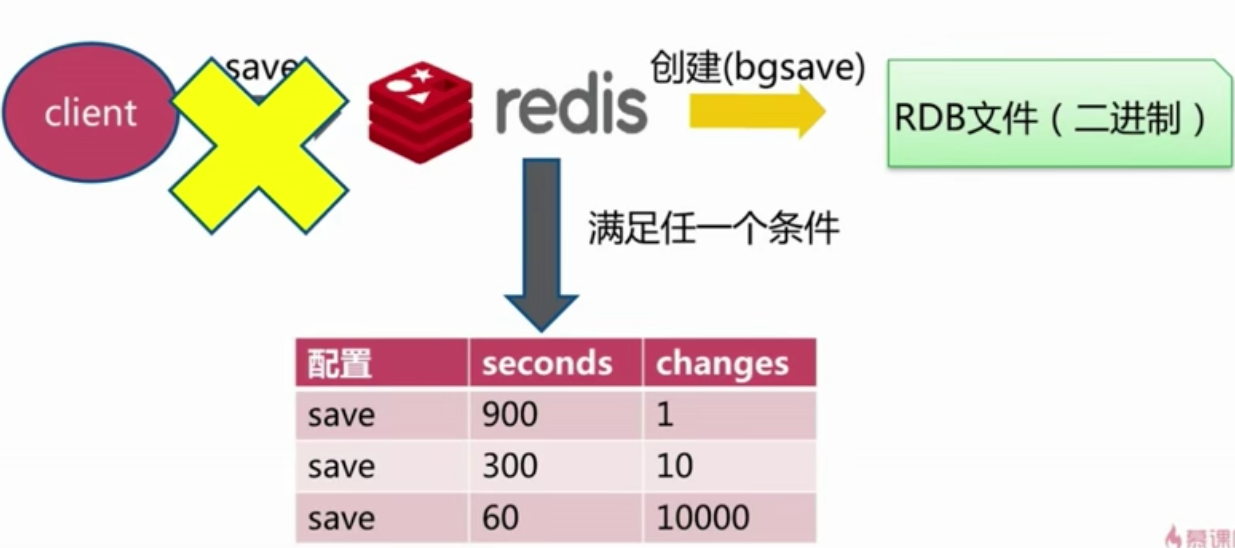 client
save
redis
创建(bgsave)
RDB文件（二进制）
满足任一个条件
配置 seconds changes
save 900 1
save 300 10
save 60 10000
慕课